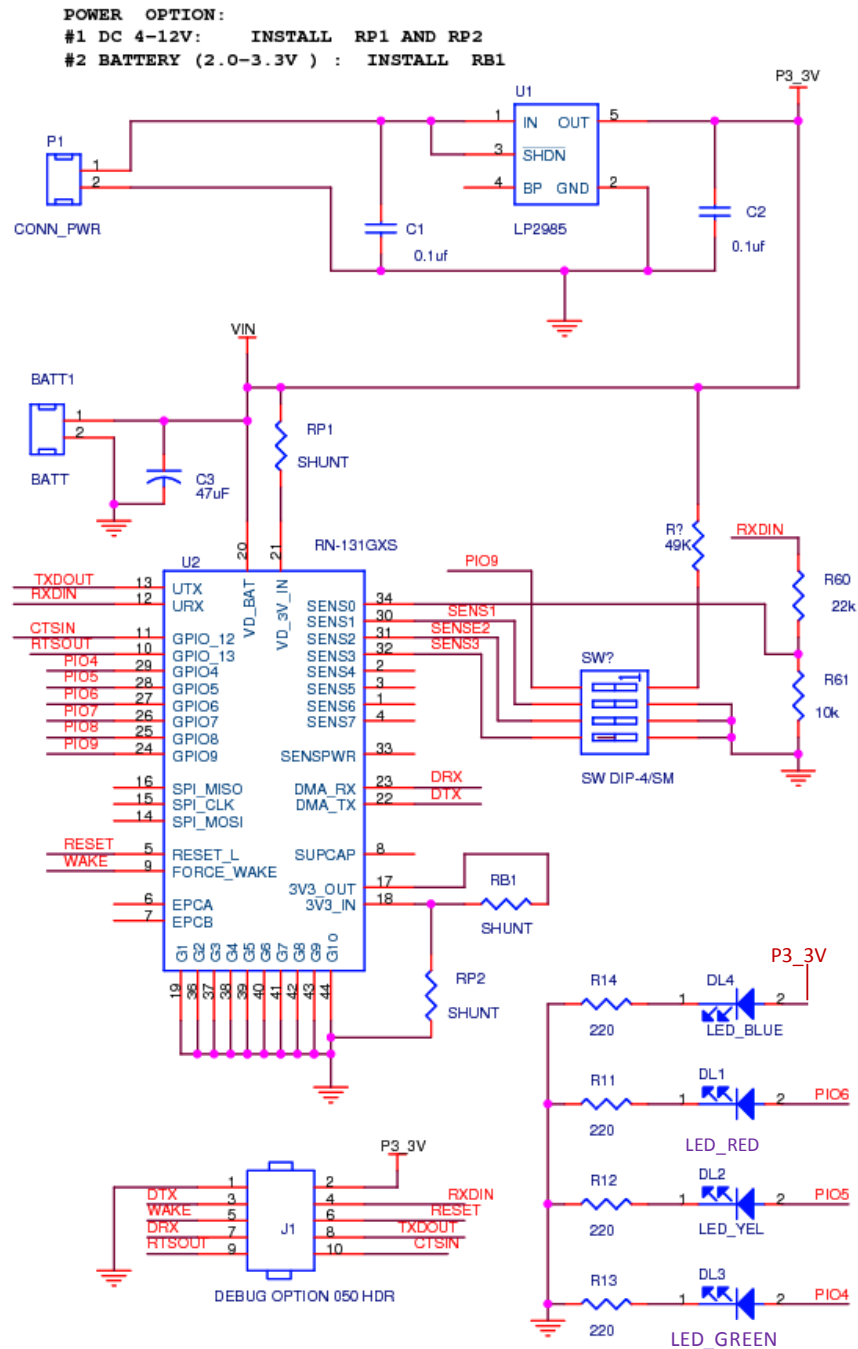 POWER OPTION:
#1 DC 4-12V: INSTALL RP1 AND RP2
#2 BATTERY (2.0-3.3V ) : INSTALL RB1
P3_3V
U1
P1
1
2
CONN_PWR
1 IN OUT 5
3 SHDN
4 BP GND 2
LP2985
C1
0.1uf
C2
0.1uf
VIN
BATT1
1
2
BATT
C3
47uF
RP1
SHUNT
RN-131GXS
R?
49K
RXDIN
R60
22k
R61
10k
PIO9
SENS1
SENSE2
SENS3
SW?
1
SW DIP-4/SM
U2
20
VD_BAT
21
VD_3V_IN
TXDOUT 13 UTX
RXDIN 12 URX
CTSIN 11 GPIO_12
RTSOUT 10 GPIO_13
PIO4 29 GPIO4
PIO5 28 GPIO5
PIO6 27 GPIO6
PIO7 26 GPIO7
PIO8 25 GPIO8
PIO9 24 GPIO9
16 SPI_MISO
15 SPI_CLK
14 SPI_MOSI
RESET 5 RESET_L
WAKE 9 FORCE_WAKE
6 EPCA
7 EPCB
SENS0 34
SENS1 30
SENS2 31
SENS3 32
SENS4 2
SENS5 3
SENS6 1
SENS7 4
SENSPWR 33
DMA_RX 23 DRX
DMA_TX 22 DTX
SUPCAP 8
3V3_OUT 17
3V3_IN 18
RB1
SHUNT
RP2
SHUNT
G1 G2 G3 G4 G5 G6 G7 G8 G9 G10
19 36 37 38 39 40 41 42 43 44
P3_3V
R14
220
1 DL4 2
LED_BLUE
R11
220
1 DL1 2 PIO6
LED_RED
R12
220
1 DL2 2 PIO5
LED_YEL
R13
220
1 DL3 2 PIO4
LED_GREEN
P3_3V
1 2
DTX 3 4 RXDIN
WAKE 5 6 RESET
DRX 7 J1 8 TXDOUT
RTSOUT 9 10 CTSIN
DEBUG OPTION 050 HDR